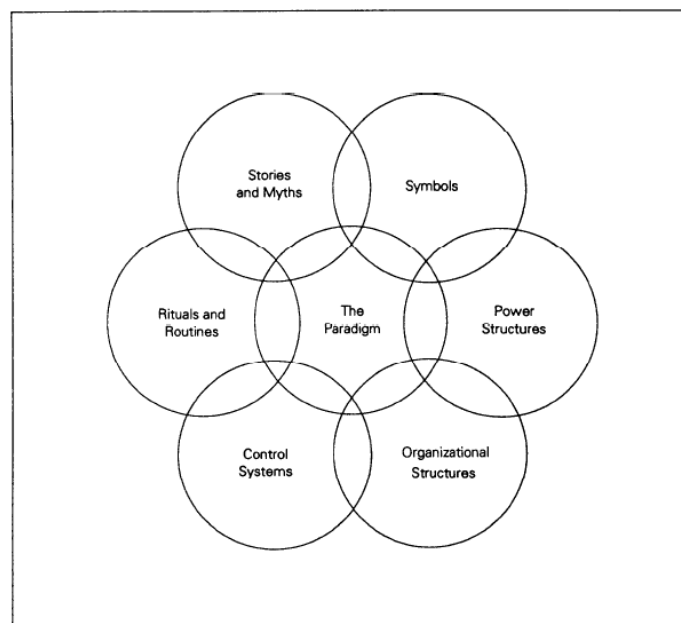 Stories
and Myths
Symbols
Rituals and
Routines
The
Paradigm
Power
Structures
Control
Systems
Organizational
Structures